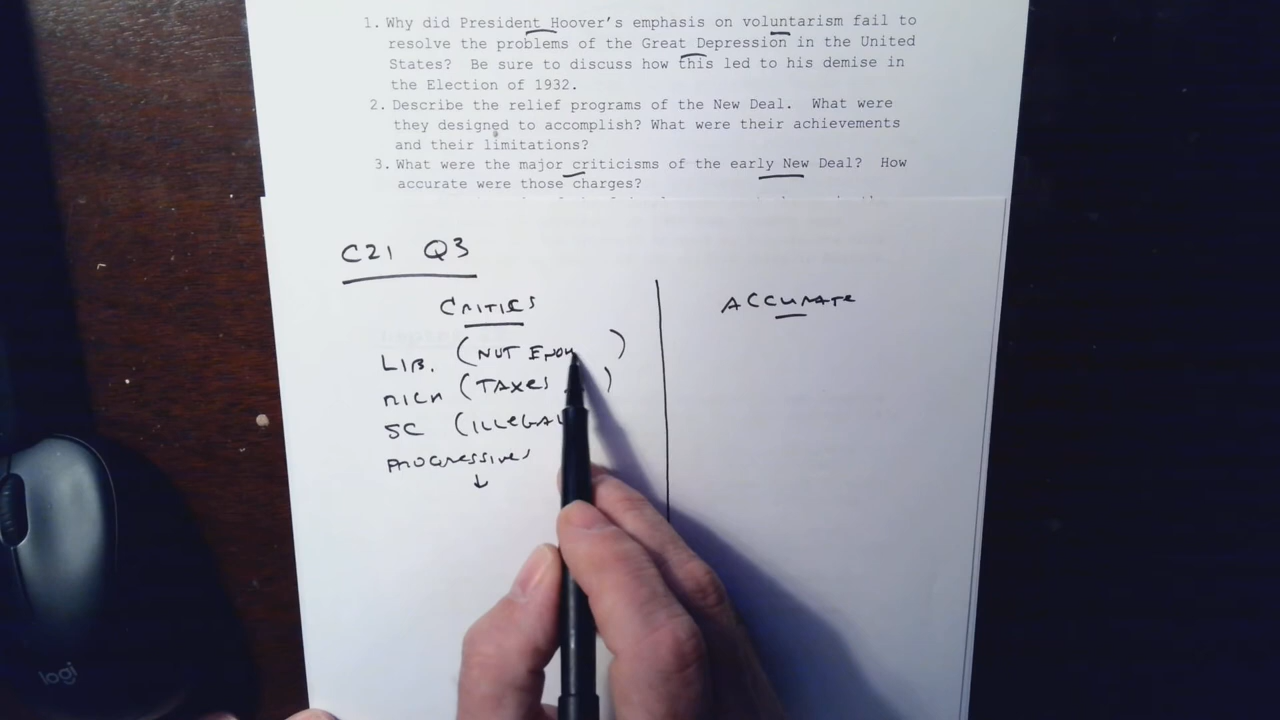 1. Why did President Hoover's emphasis on voluntarism fail to
resolve the problems of the Great Depression in the United
States? Be sure to discuss how this led to his demise in
the Election of 1932.
2. Describe the relief programs of the New Deal. What were
they designed to accomplish? What were their achievements
and their limitations?
3. What were the major criticisms of the early New Deal? How
accurate were those charges?
C21 Q3
CRITICS
ACCURATE
LIB. (NOT ENOU )
RICH (TAXES )
SC (ILLEGAL
PROGRESSIVES
↓
logi